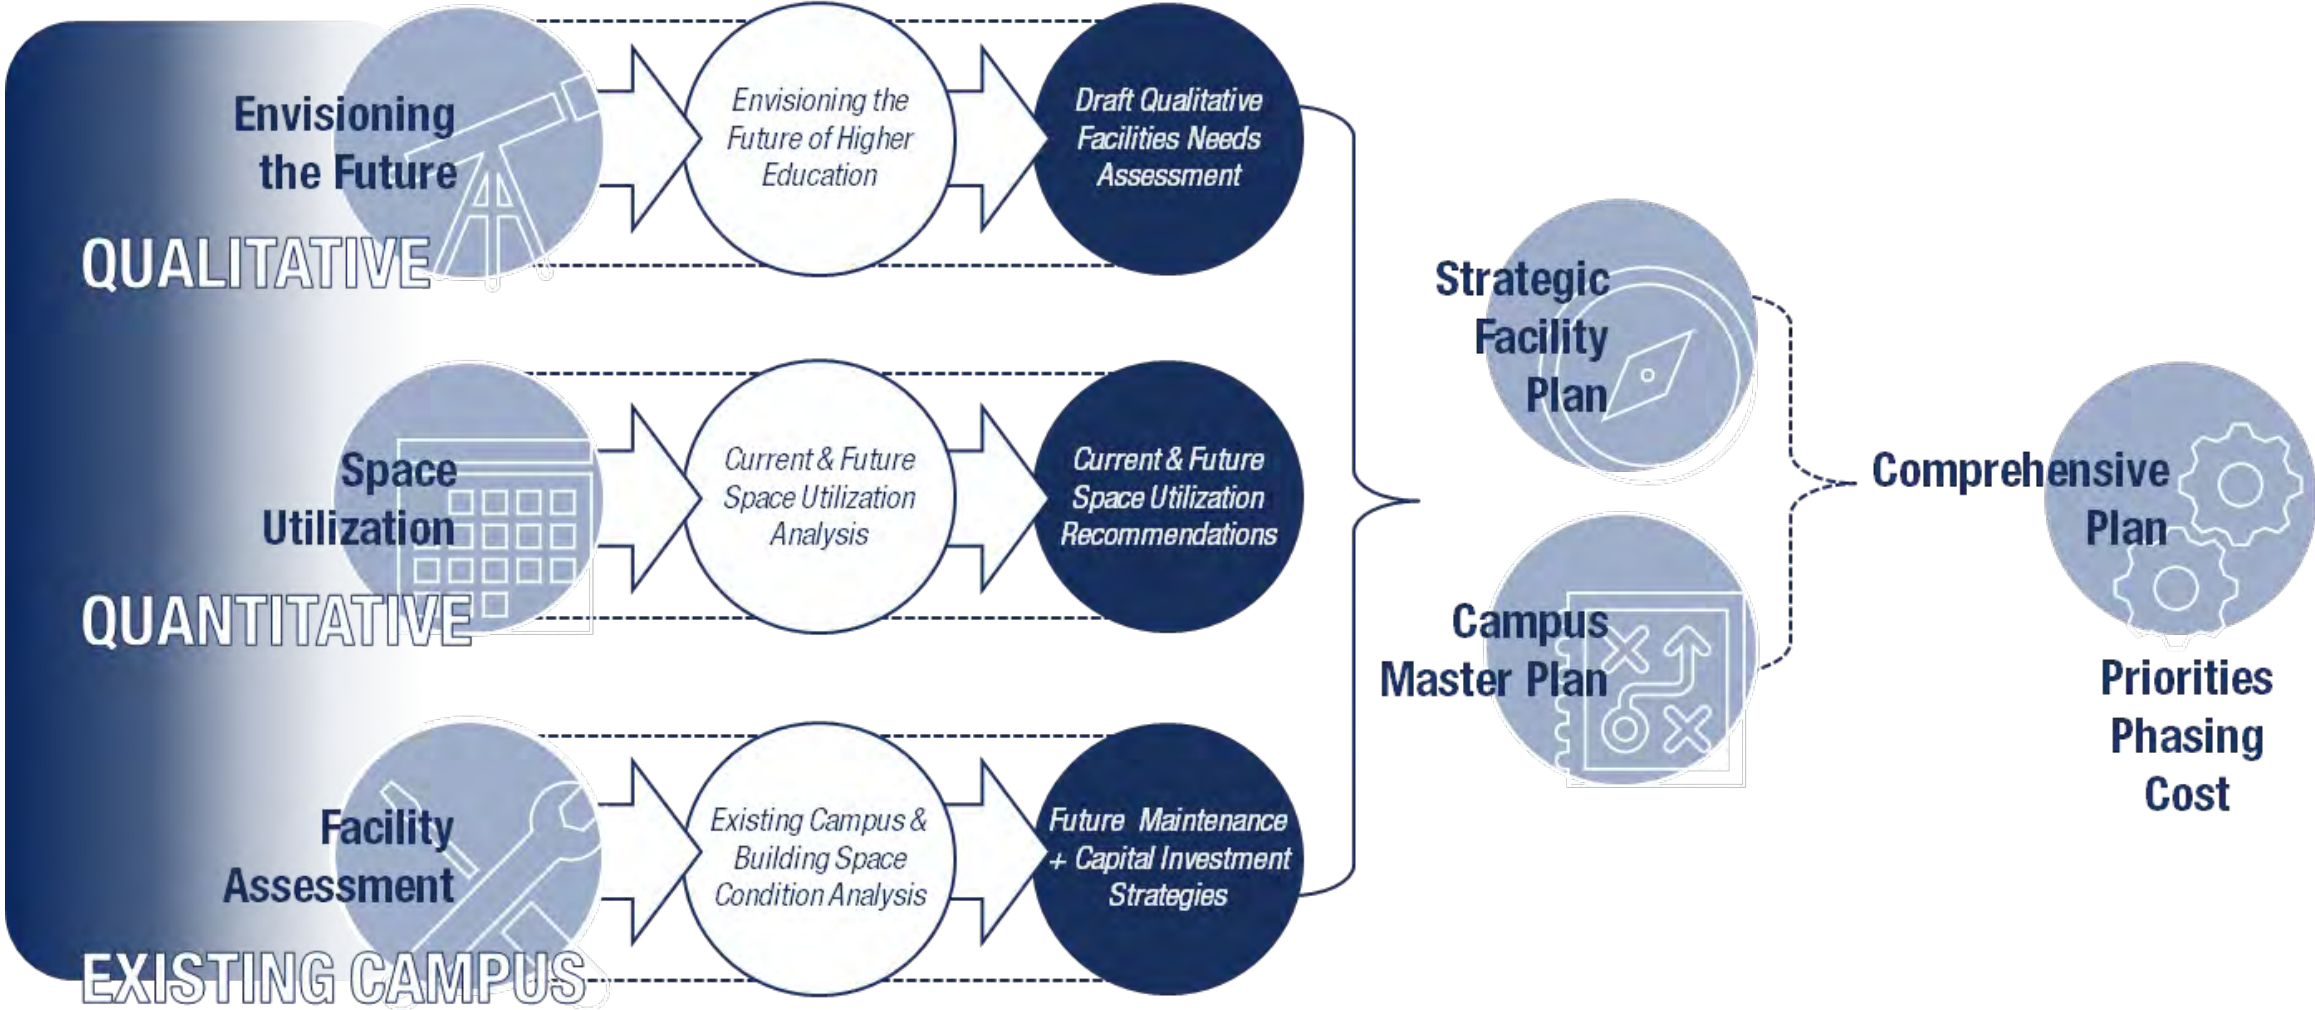 Envisioning
the Future
QUALITATIVE
Envisioning the
Future of Higher
Education
Draft Qualitative
Facilities Needs
Assessment
Space
Utilization
QUANTITATIVE
Current & Future
Space Utilization
Analysis
Current & Future
Space Utilization
Recommendations
Facility
Assessment
EXISTING CAMPUS
Existing Campus &
Building Space
Condition Analysis
Future Maintenance
+ Capital Investment
Strategies
Strategic
Facility
Plan
Campus
Master Plan
Comprehensive
Plan
Priorities
Phasing
Cost